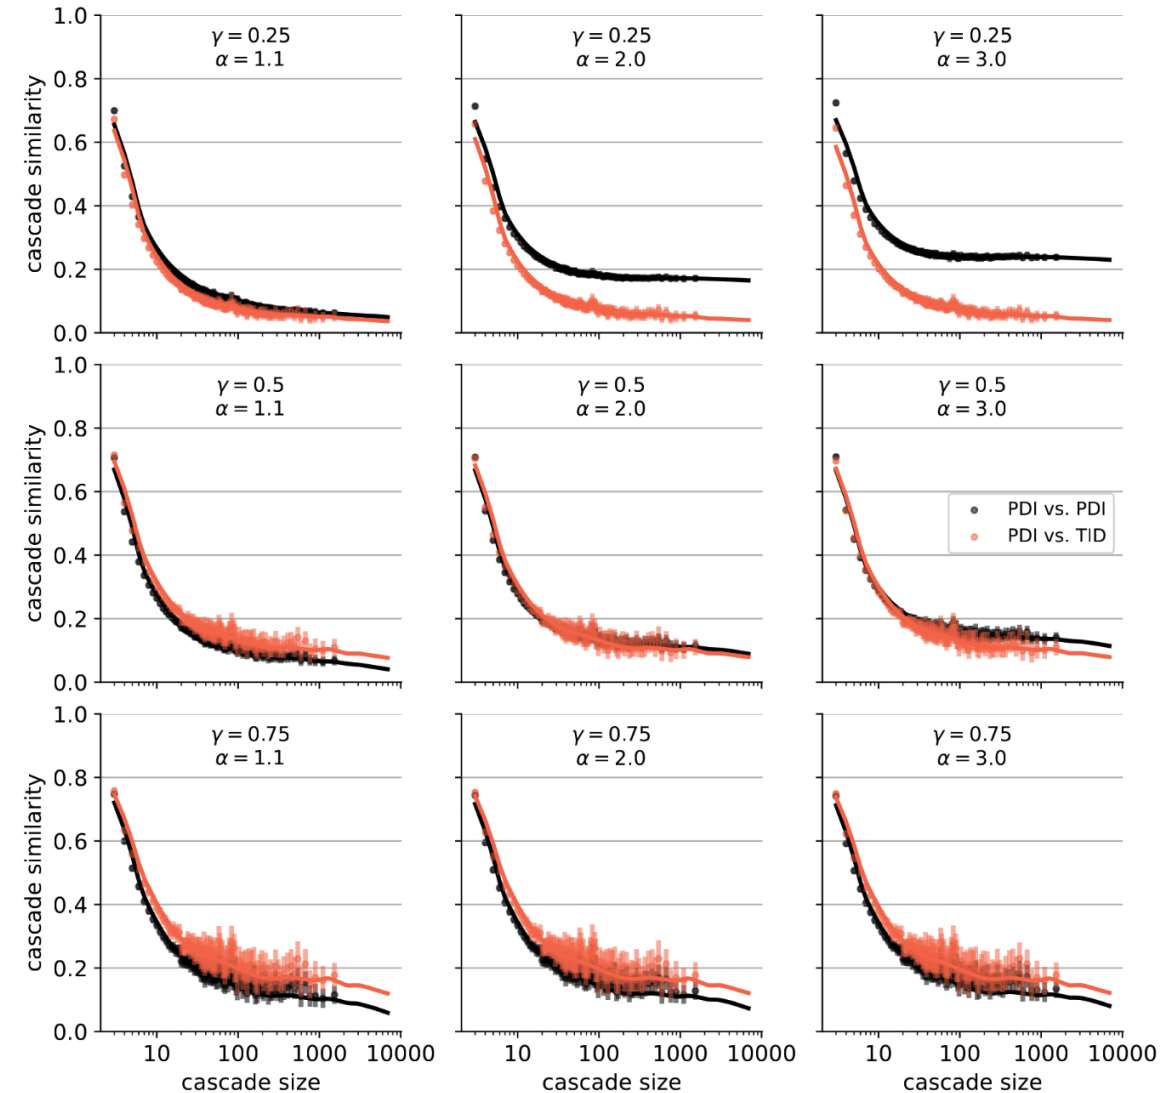 1.0
0.8
0.6
0.4
0.2
0.0
cascade similarity
γ = 0.25
α = 1.1
γ = 0.25
α = 2.0
γ = 0.25
α = 3.0
1.0
0.8
0.6
0.4
0.2
0.0
cascade similarity
γ = 0.5
α = 1.1
γ = 0.5
α = 2.0
γ = 0.5
α = 3.0
PDI vs. PDI
PDI vs. TID
1.0
0.8
0.6
0.4
0.2
0.0
cascade similarity
γ = 0.75
α = 1.1
γ = 0.75
α = 2.0
γ = 0.75
α = 3.0
10 100 1000 10000
10 100 1000 10000
10 100 1000 10000
cascade size
cascade size
cascade size